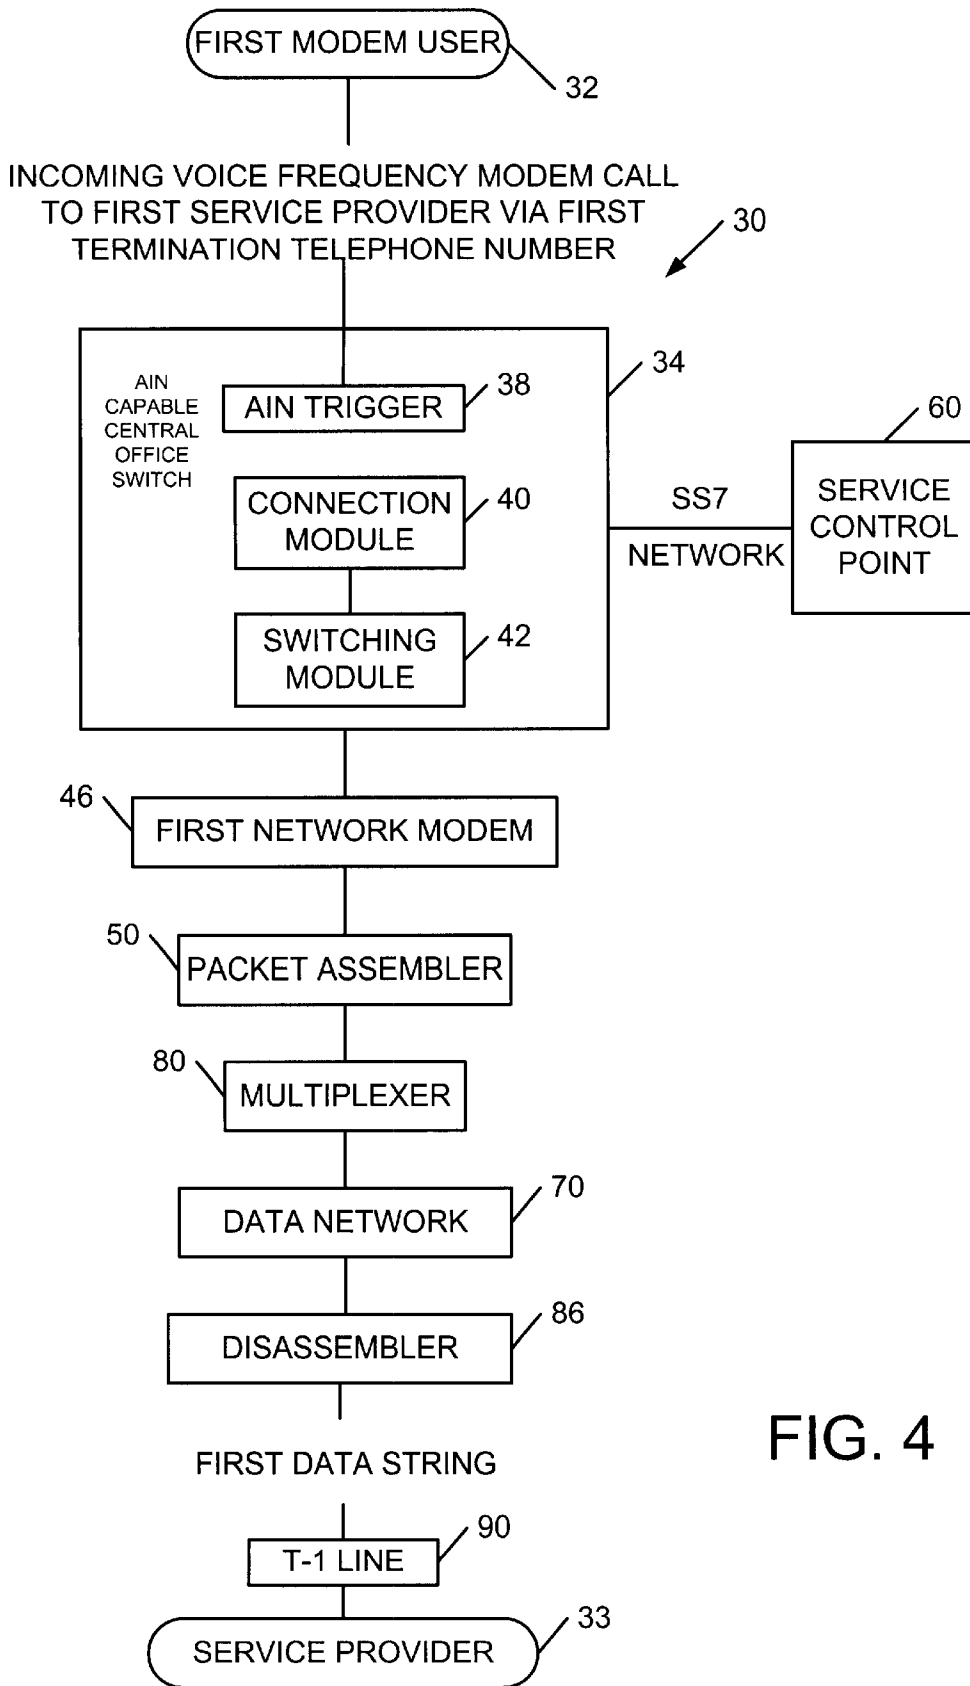 FIRST MODEM USER
32
INCOMING VOICE FREQUENCY MODEM CALL
TO FIRST SERVICE PROVIDER VIA FIRST
TERMINATION TELEPHONE NUMBER
30
34
AIN
CAPABLE
CENTRAL
OFFICE
SWITCH
AIN TRIGGER
38
CONNECTION
MODULE
40
SWITCHING
MODULE
42
SS7
NETWORK
60
SERVICE
CONTROL
POINT
46
FIRST NETWORK MODEM
50
PACKET ASSEMBLER
80
MULTIPLEXER
70
DATA NETWORK
86
DISASSEMBLER
FIRST DATA STRING
FIG. 4
90
T-1 LINE
33
SERVICE PROVIDER